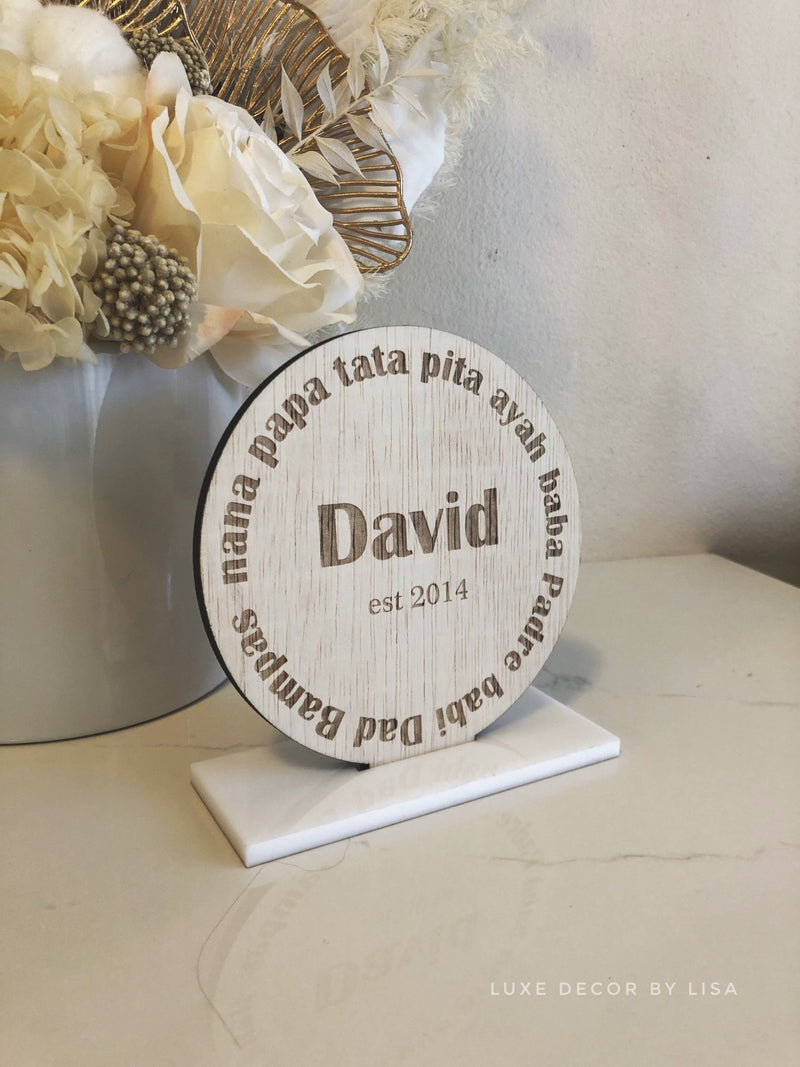 nana papa tata pita ayah baba Padre babi Dad Bampas
David
est 2014
LUXE DECOR BY LISA